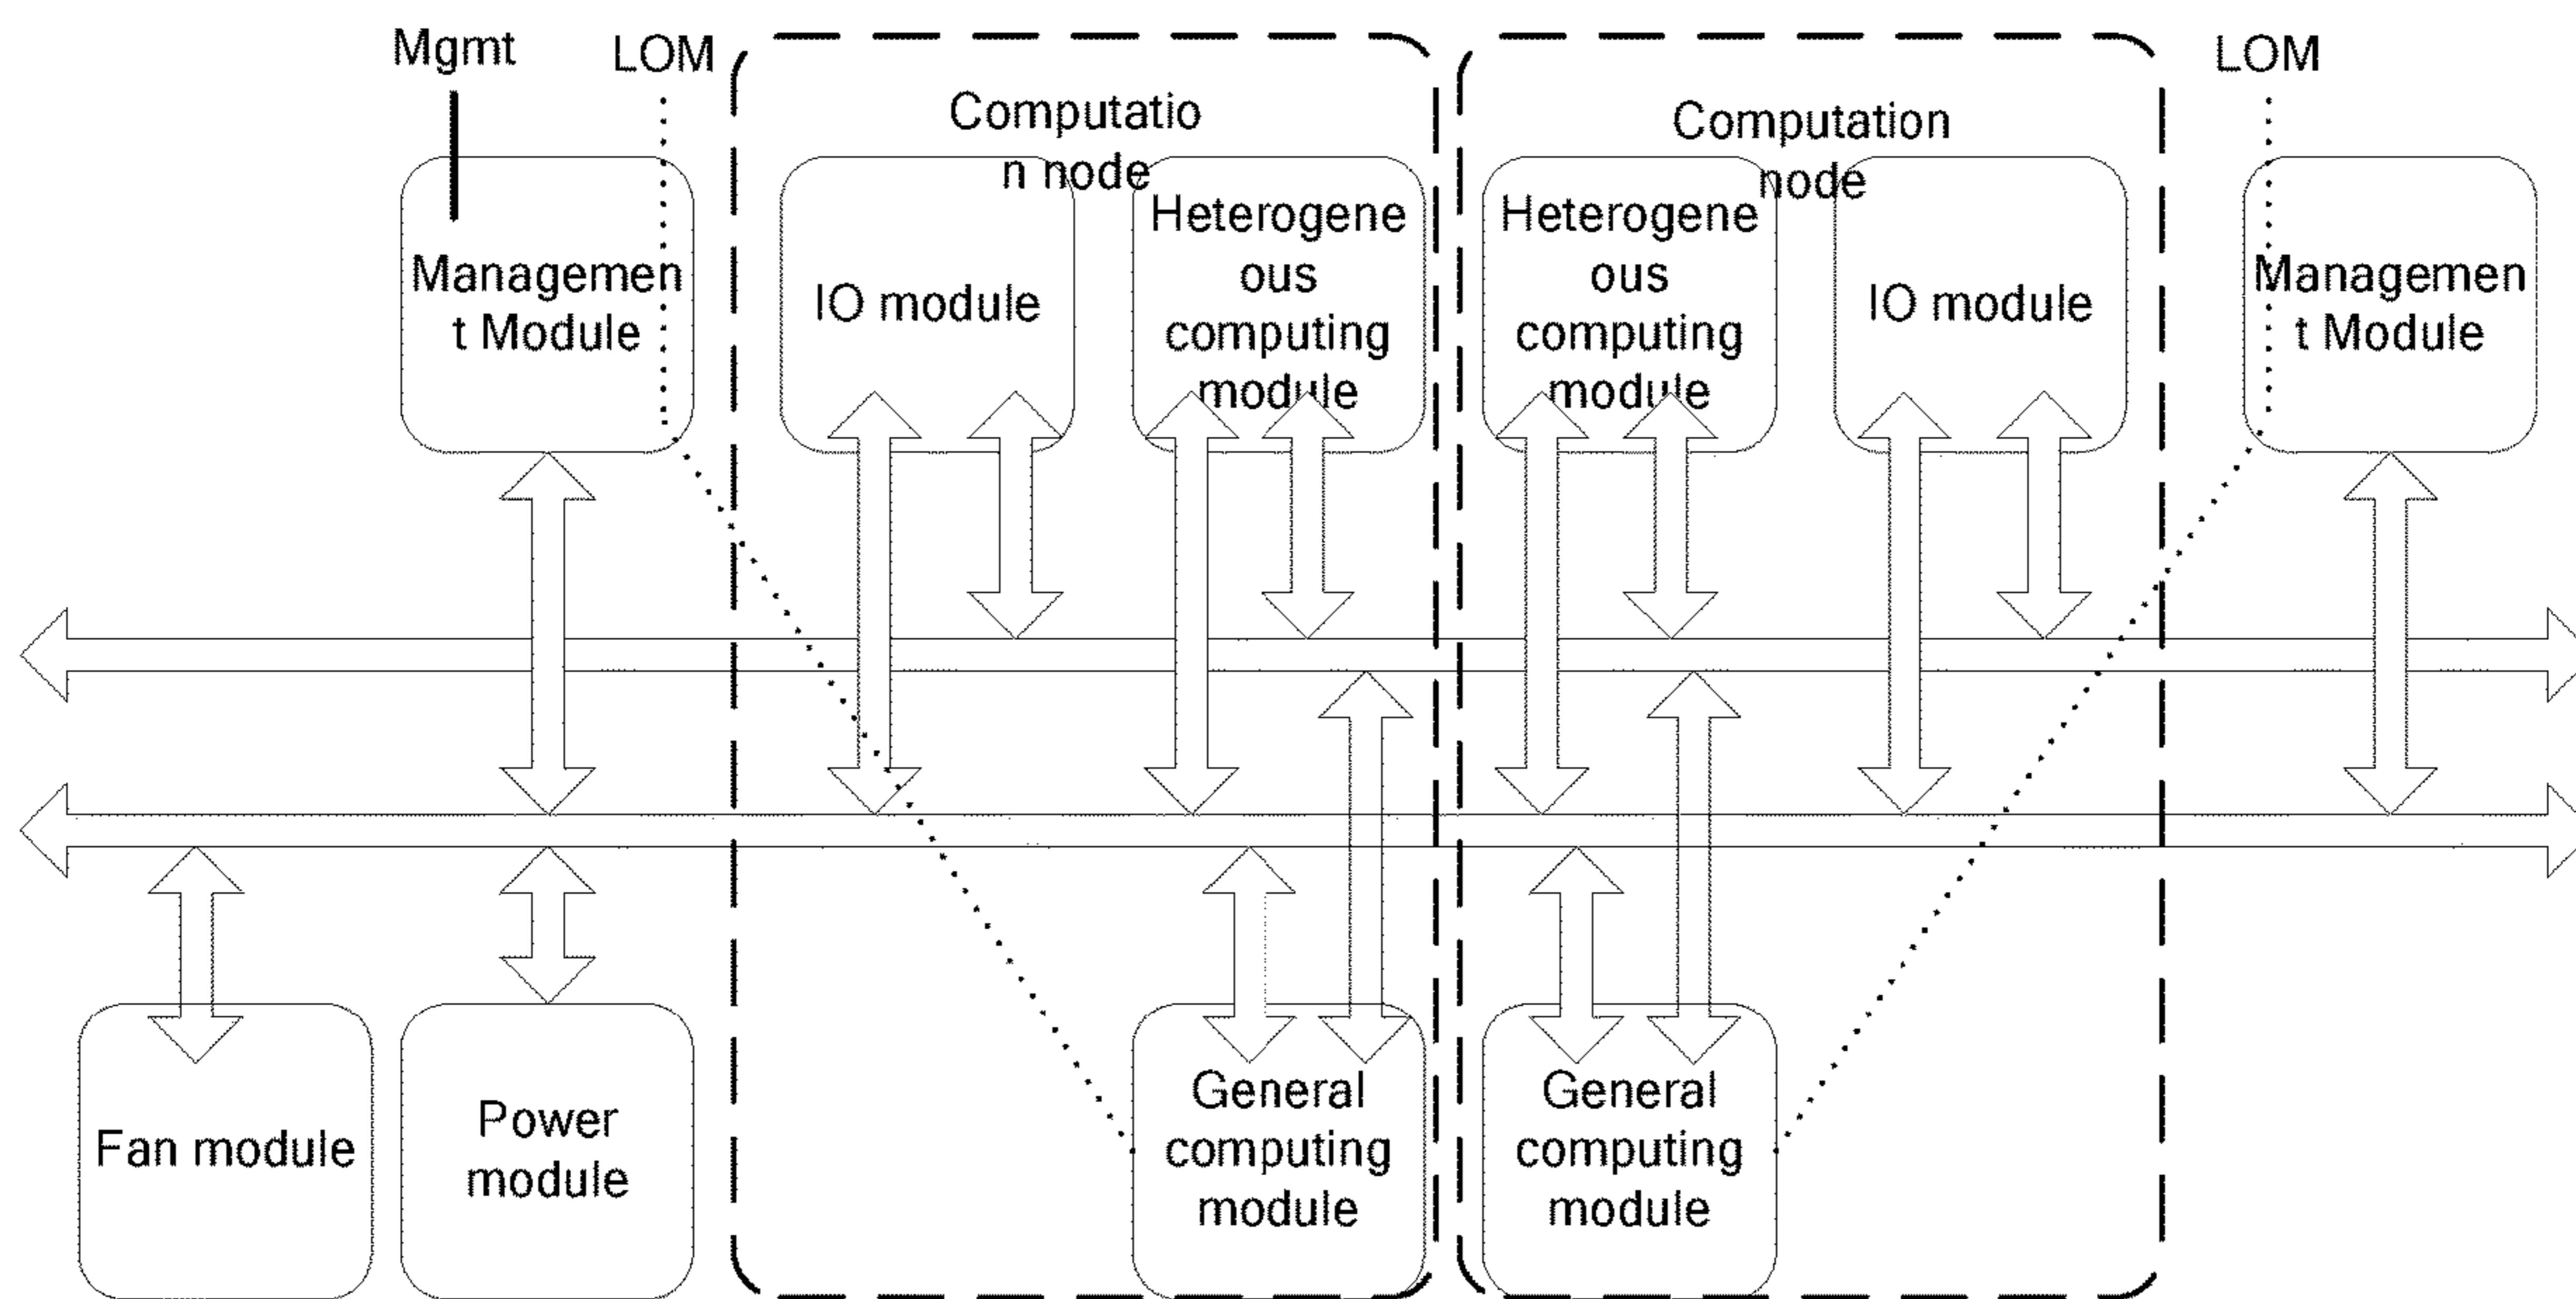 Mgmt
LOM
LOM
Computatio
n node
Computation
node
Managemen
t Module
IO module
Heterogene
ous
computing
module
Heterogene
ous
computing
module
IO module
Managemen
t Module
Fan module
Power
module
General
computing
module
General
computing
module